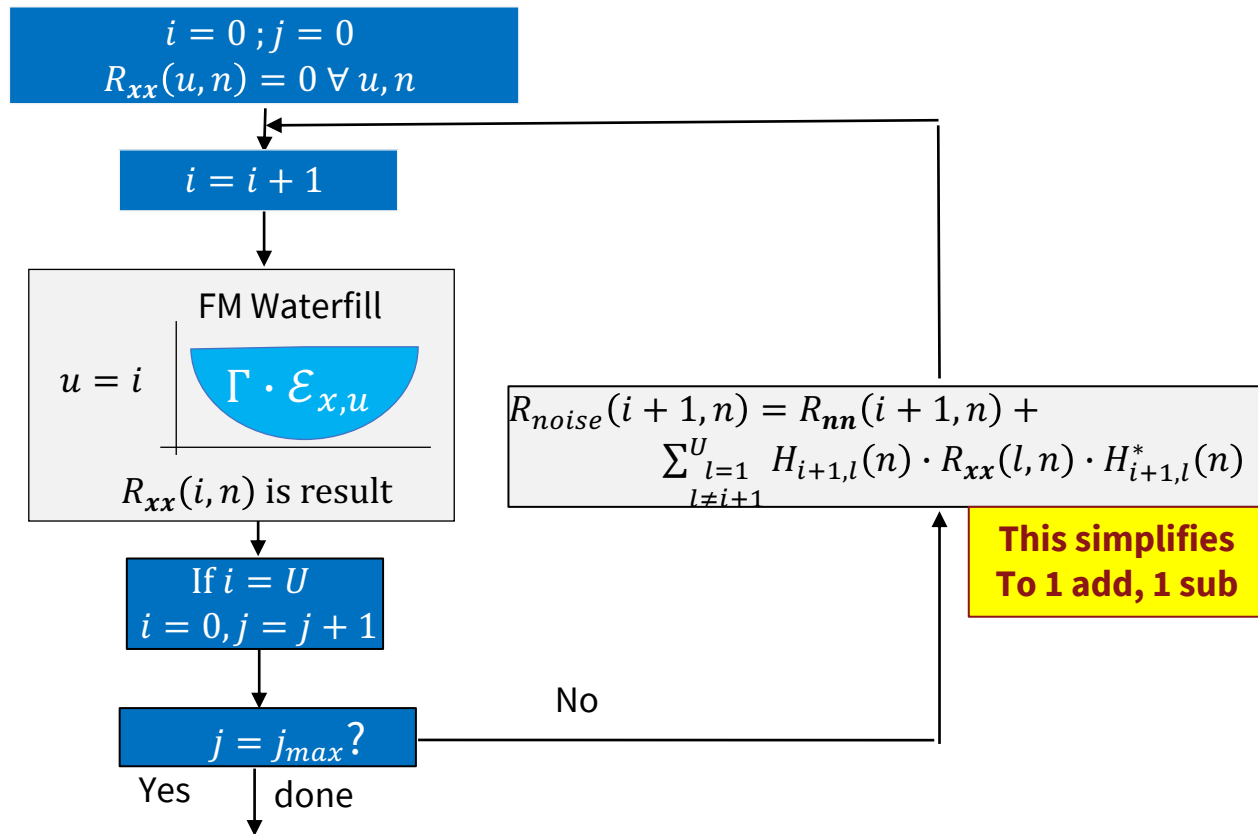 i = 0 ; j = 0
R_xx(u, n) = 0 ∀ u, n
i = i + 1
FM Waterfill
u = i
Γ · ℰ_{x,u}
R_xx(i, n) is result
If i = U
i = 0, j = j + 1
j = j_max?
Yes
done
No
R_noise(i + 1, n) = R_nn(i + 1, n) +
∑_{l=1, l≠i+1}^{U} H_{i+1,l}(n) · R_xx(l, n) · H*_{i+1,l}(n)
This simplifies
To 1 add, 1 sub